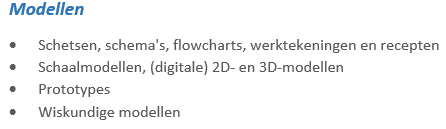 Modellen
• Schetsen, schema's, flowcharts, werktekeningen en recepten
• Schaalmodellen, (digitale) 2D- en 3D-modellen
• Prototypes
• Wiskundige modellen